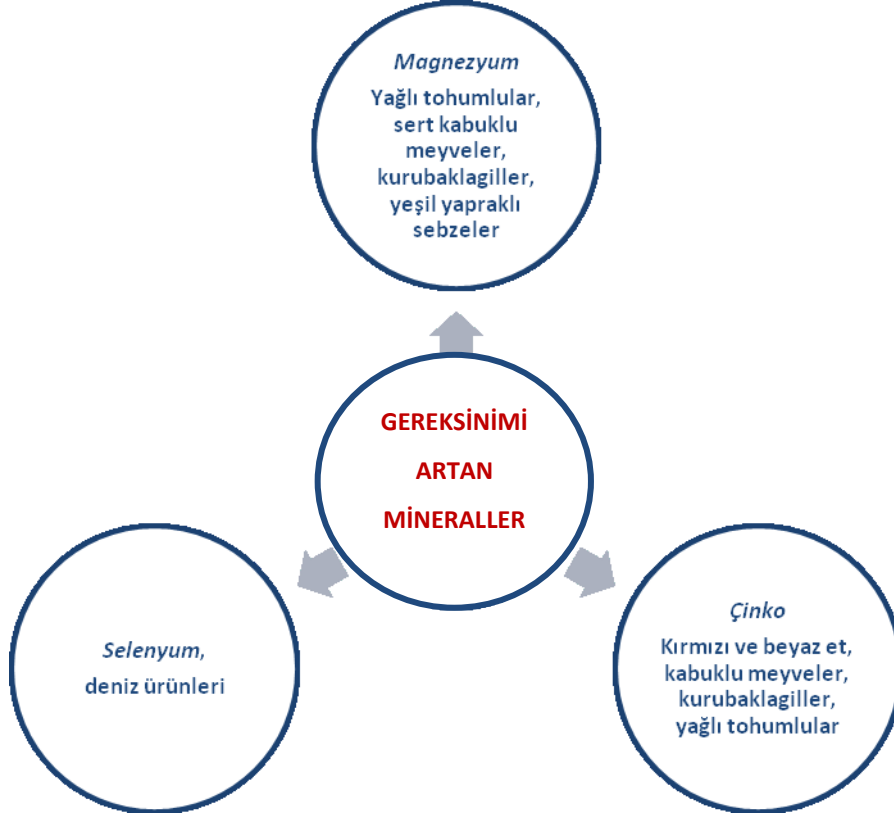 Magnezyum
Yağlı tohumlular,
sert kabuklu
meyveler,
kurubaklagiller,
yeşil yapraklı
sebzeler
GEREKSİNİMİ
ARTAN
MİNERALLER
Selenyum,
deniz ürünleri
Çinko
Kırmızı ve beyaz et,
kabuklu meyveler,
kurubaklagiller,
yağlı tohumlular